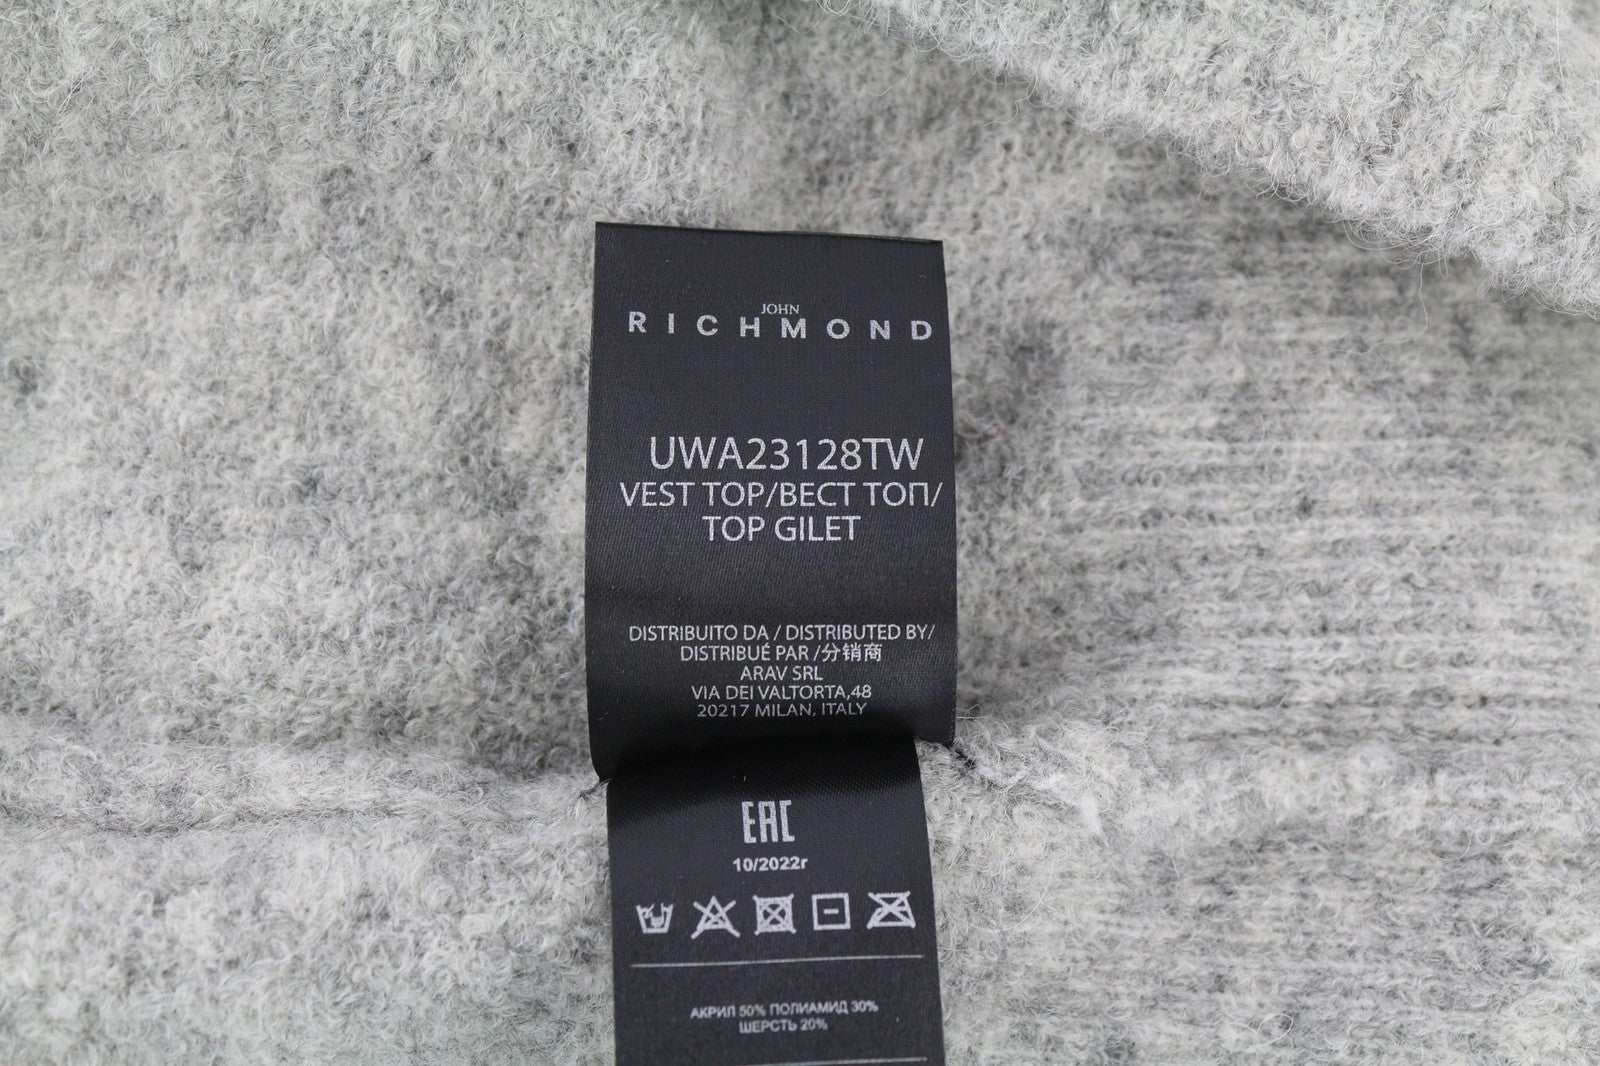 JOHN
RICHMOND
UWA23128TW
VEST TOP/ВЕСТ ТОП/
TOP GILET
DISTRIBUITO DA / DISTRIBUTED BY/
DISTRIBUÉ PAR /分销商
ARAV SRL
VIA DEI VALTORTA,48
20217 MILAN, ITALY
EAC
10/2022г
АКРИЛ 50% ПОЛИАМИД 30%
ШЕРСТЬ 20%